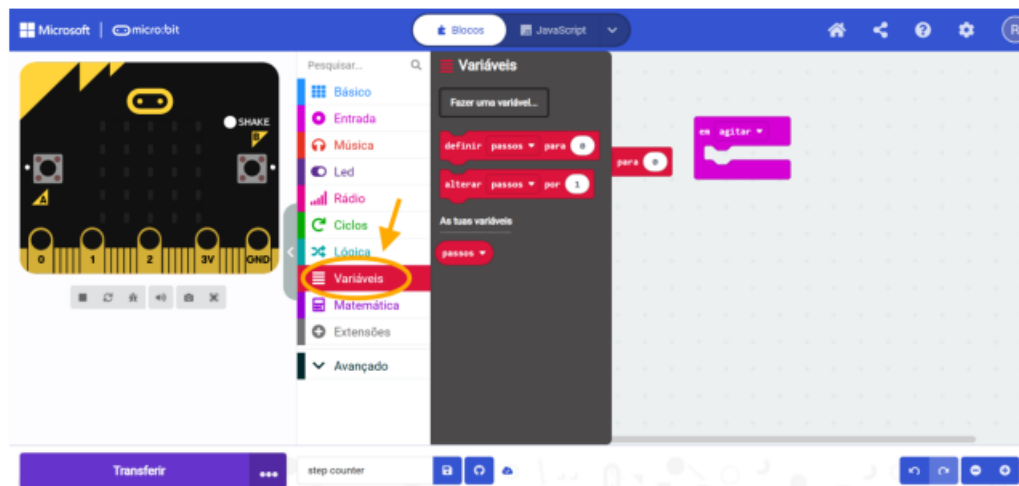 Microsoft
micro:bit
Blocos
JavaScript
R
SHAKE
B
A
0 1 2 3V GND
Pesquisar...
Básico
Entrada
Música
Led
Rádio
Ciclos
Lógica
Variáveis
Matemática
Extensões
Avançado
Variáveis
Fazer uma variável...
definir passos para 0
alterar passos por 1
As tuas variáveis
passos
para 0
em agitar
Transferir
step counter